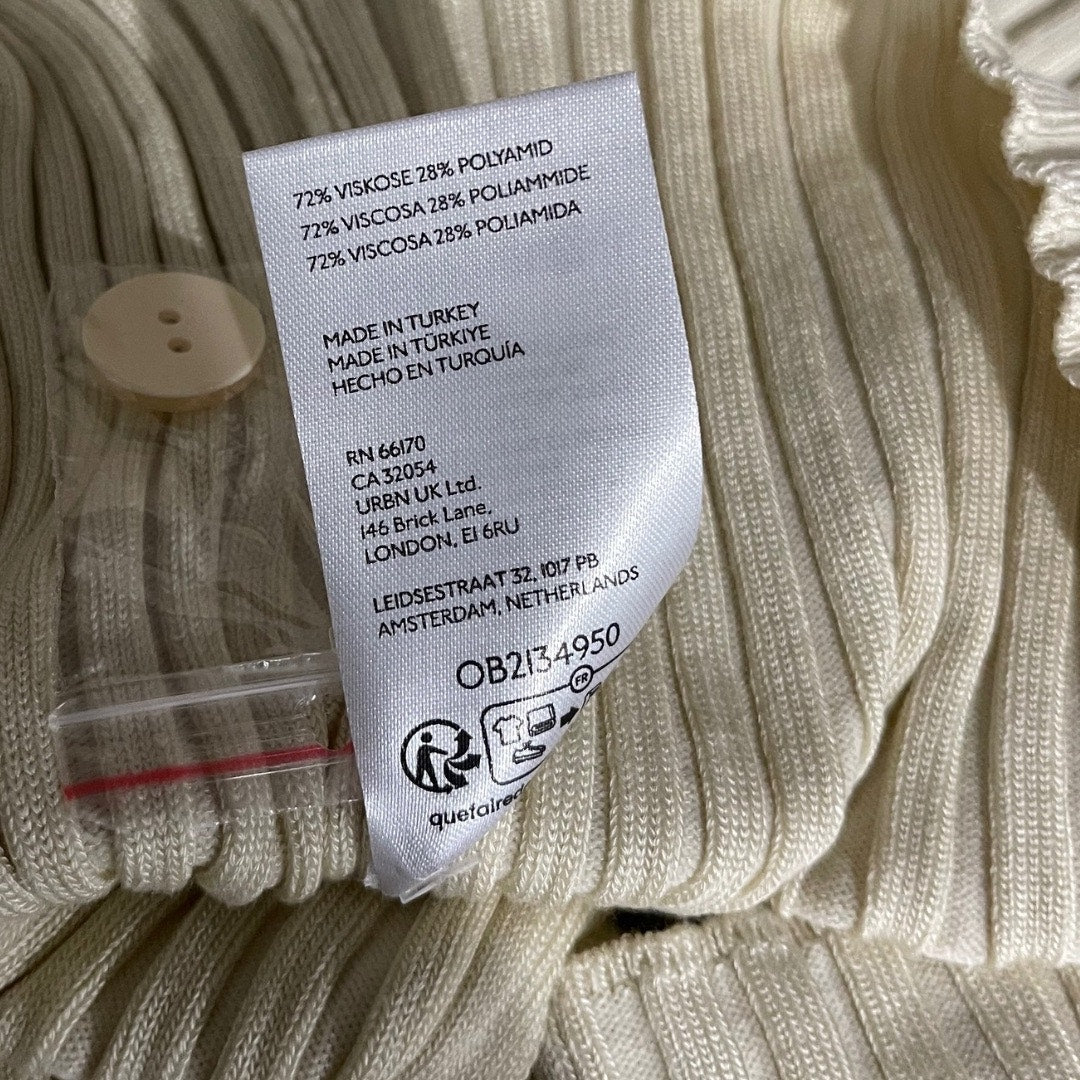 72% VISKOSE 28% POLYAMID
72% VISCOSA 28% POLIAMMIDE
72% VISCOSA 28% POLIAMIDA
MADE IN TURKEY
MADE IN TÜRKIYE
HECHO EN TURQUÍA
RN 66170
CA 32054
URBN UK Ltd.
146 Brick Lane,
LONDON, E1 6RU
LEIDSESTRAAT 32, 1017 PB
AMSTERDAM, NETHERLANDS
OB2134950
FR